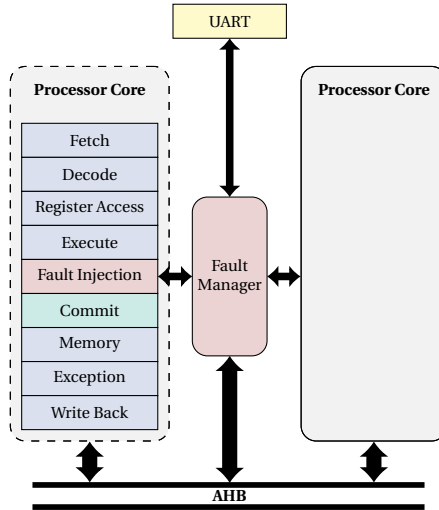 UART
Processor Core
Processor Core
Fetch
Decode
Register Access
Execute
Fault Injection
Commit
Memory
Exception
Write Back
Fault
Manager
AHB